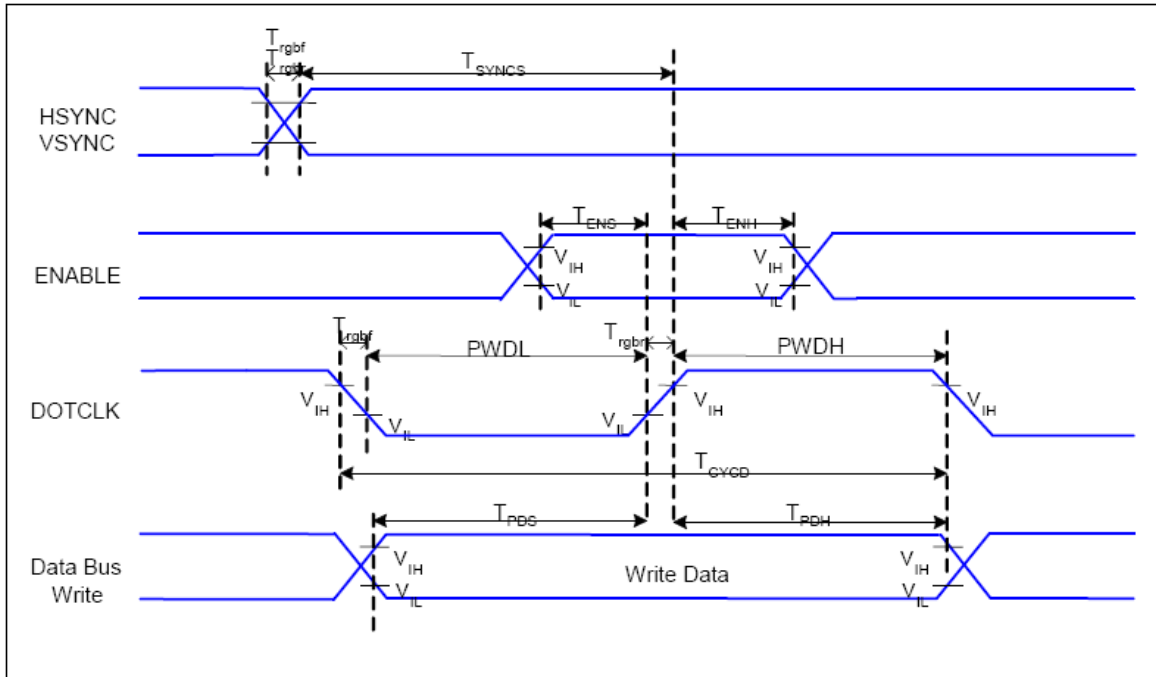 Trgbf
Trgbr
TSYNCS
HSYNC
VSYNC
TENS
TENH
VIH
VIH
ENABLE
VIL
VIL
Trgbf
Trgbr
PWDL
PWDH
VIH
VIH
VIH
DOTCLK
VIL
VIL
TCYCD
TPDS
TPDH
VIH
VIH
Data Bus
Write
Write Data
VIL
VIL